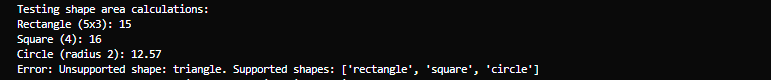 Testing shape area calculations:
Rectangle (5x3): 15
Square (4): 16
Circle (radius 2): 12.57
Error: Unsupported shape: triangle. Supported shapes: ['rectangle', 'square', 'circle']